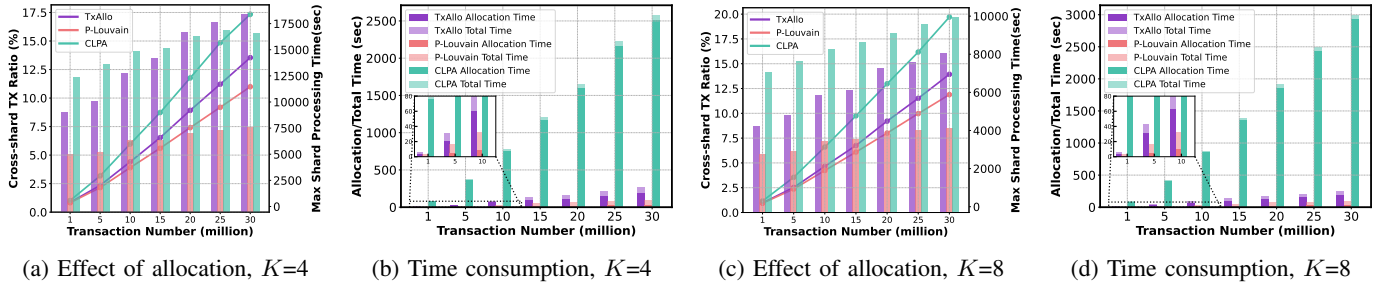 Cross-shard TX Ratio (%)
17.5
15.0
12.5
10.0
7.5
5.0
2.5
0.0
TxAllo
P-Louvain
CLPA
17500
15000
12500
10000
7500
5000
2500
0
Max Shard Processing Time(sec)
1 5 10 15 20 25 30
Transaction Number (million)
(a) Effect of allocation, K=4
Allocation/Total Time (sec)
2500
2000
1500
1000
500
0
TxAllo Allocation Time
TxAllo Total Time
P-Louvain Allocation Time
P-Louvain Total Time
CLPA Allocation Time
CLPA Total Time
80
60
40
20
0
1 5 10
1 5 10 15 20 25 30
Transaction Number (million)
(b) Time consumption, K=4
Cross-shard TX Ratio (%)
20.0
17.5
15.0
12.5
10.0
7.5
5.0
2.5
0.0
TxAllo
P-Louvain
CLPA
10000
8000
6000
4000
2000
0
Max Shard Processing Time(sec)
1 5 10 15 20 25 30
Transaction Number (million)
(c) Effect of allocation, K=8
Allocation/Total Time (sec)
3000
2500
2000
1500
1000
500
0
TxAllo Allocation Time
TxAllo Total Time
P-Louvain Allocation Time
P-Louvain Total Time
CLPA Allocation Time
CLPA Total Time
80
60
40
20
0
1 5 10
1 5 10 15 20 25 30
Transaction Number (million)
(d) Time consumption, K=8